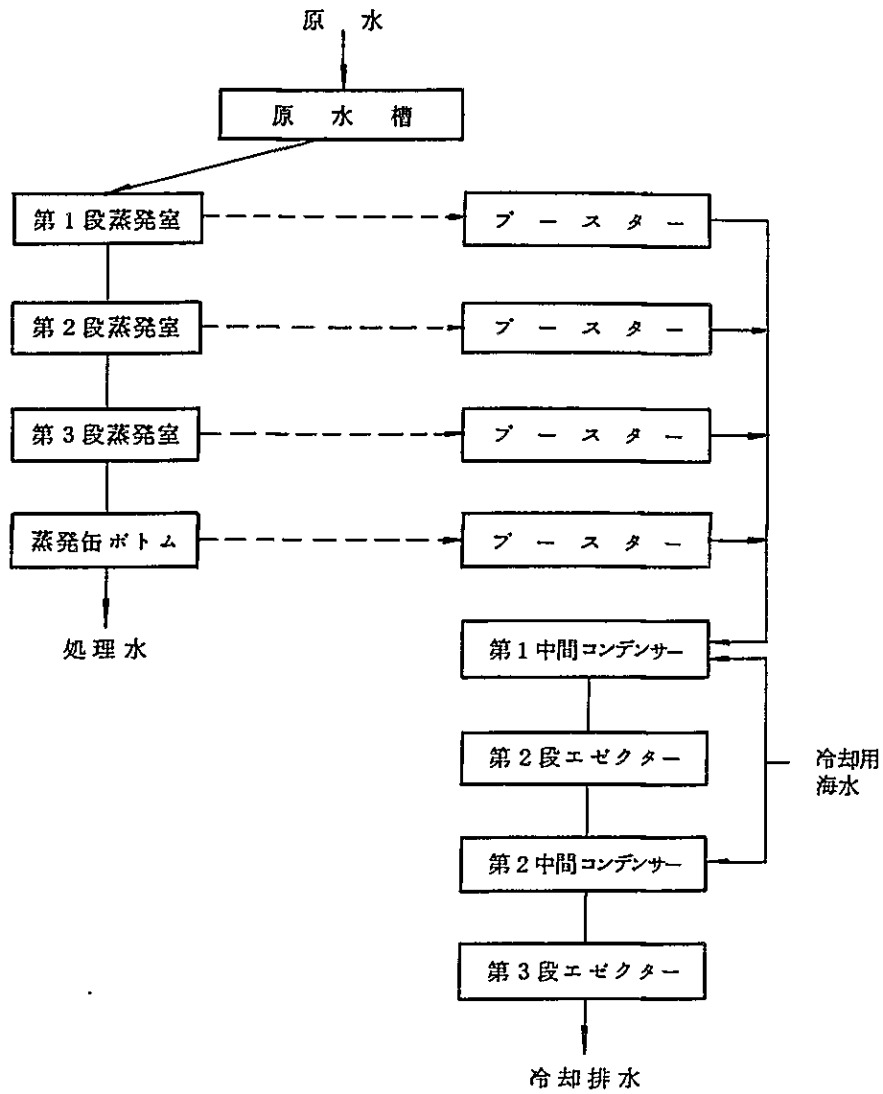 原水
原水槽
第1段蒸発室
ブースター
第2段蒸発室
ブースター
第3段蒸発室
ブースター
蒸発缶ボトム
ブースター
処理水
第1中間コンデンサー
第2段エゼクター
冷却用
海水
第2中間コンデンサー
第3段エゼクター
冷却排水